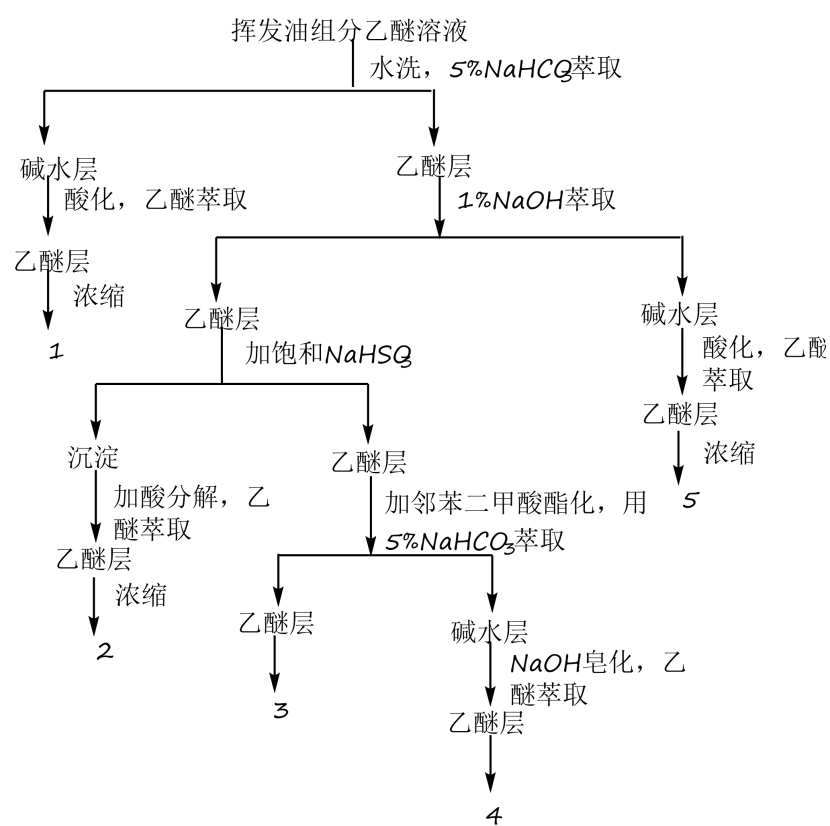 挥发油组分乙醚溶液
水洗，5%NaHCO3萃取
碱水层
乙醚层
酸化，乙醚萃取
1%NaOH萃取
乙醚层
浓缩
1
乙醚层
加饱和NaHSO3
碱水层
酸化，乙醚
萃取
乙醚层
浓缩
5
沉淀
加酸分解，乙
醚萃取
乙醚层
浓缩
2
乙醚层
加邻苯二甲酸酯化，用
5%NaHCO3萃取
乙醚层
3
碱水层
NaOH皂化，乙
醚萃取
乙醚层
4